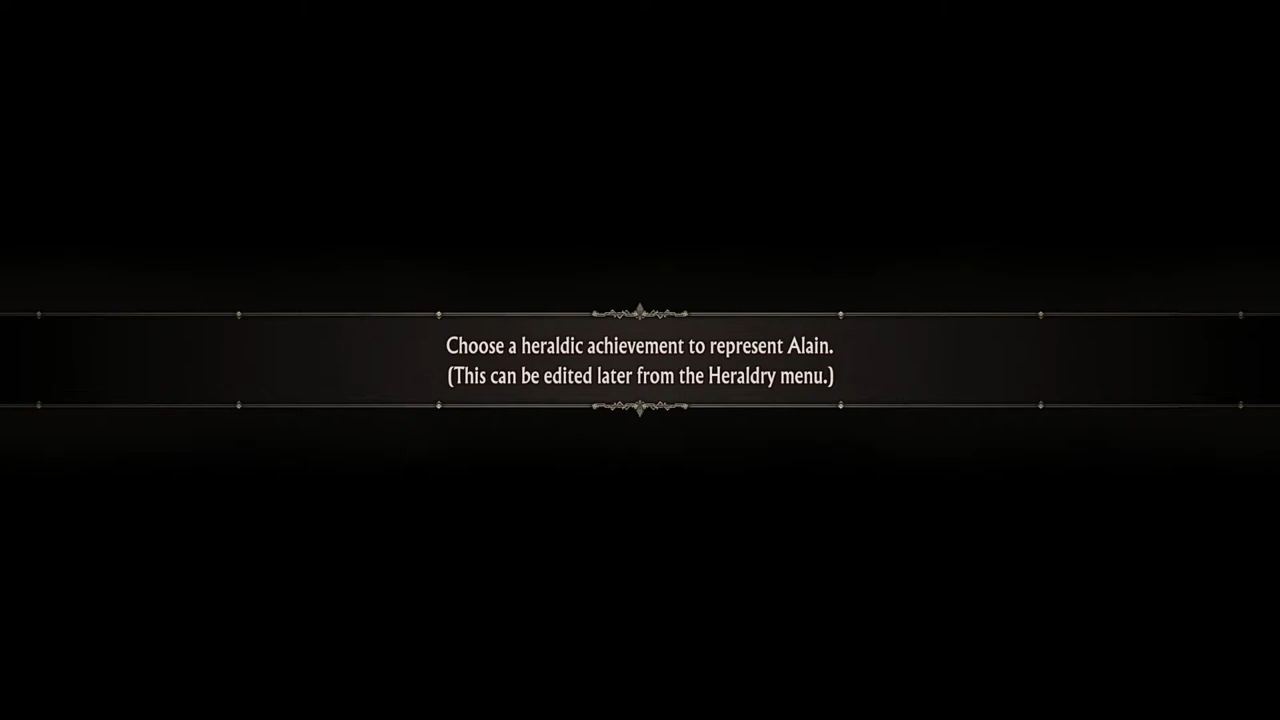 Choose a heraldic achievement to represent Alain.
(This can be edited later from the Heraldry menu.)